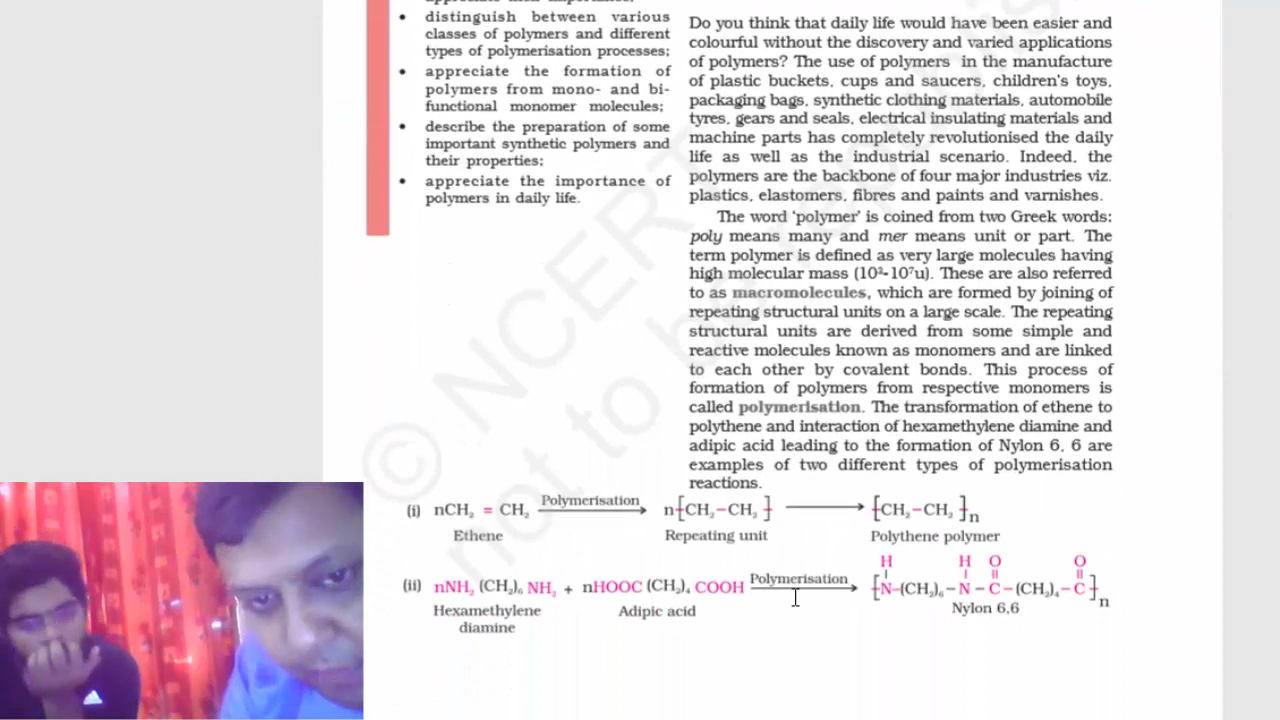 distinguish between various
classes of polymers and different
types of polymerisation processes;
appreciate the formation of
polymers from mono- and bi-
functional monomer molecules;
describe the preparation of some
important synthetic polymers and
their properties;
appreciate the importance of
polymers in daily life.
Do you think that daily life would have been easier and
colourful without the discovery and varied applications
of polymers? The use of polymers in the manufacture
of plastic buckets, cups and saucers, children's toys,
packaging bags, synthetic clothing materials, automobile
tyres, gears and seals, electrical insulating materials and
machine parts has completely revolutionised the daily
life as well as the industrial scenario. Indeed, the
polymers are the backbone of four major industries viz.
plastics, elastomers, fibres and paints and varnishes.
The word 'polymer' is coined from two Greek words:
poly means many and mer means unit or part. The
term polymer is defined as very large molecules having
high molecular mass (10³-10⁷u). These are also referred
to as macromolecules, which are formed by joining of
repeating structural units on a large scale. The repeating
structural units are derived from some simple and
reactive molecules known as monomers and are linked
to each other by covalent bonds. This process of
formation of polymers from respective monomers is
called polymerisation. The transformation of ethene to
polythene and interaction of hexamethylene diamine and
adipic acid leading to the formation of Nylon 6, 6 are
examples of two different types of polymerisation
reactions.
(i) nCH₂ = CH₂ Polymerisation n[CH₂–CH₂] [CH₂–CH₂]n
Ethene Repeating unit Polythene polymer
H H O O
(ii) nNH₂ (CH₂)₆ NH₂ + nHOOC (CH₂)₄ COOH Polymerisation [N–(CH₂)₆–N–C–(CH₂)₄–C]n
Hexamethylene Adipic acid Nylon 6,6
diamine
© NCERT
not to be republis